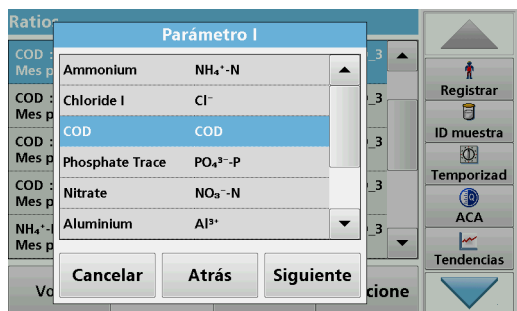 Ratios
Parámetro I
COD :
Mes p
_3
COD :
Mes p
_3
COD :
Mes p
_3
COD :
Mes p
_3
NH₄⁺-
Mes p
_3
Ammonium NH₄⁺-N
Chloride I Cl⁻
COD COD
Phosphate Trace PO₄³⁻-P
Nitrate NO₃⁻-N
Aluminium Al³⁺
Cancelar Atrás Siguiente
Vo
cione
Registrar
ID muestra
Temporizad
ACA
Tendencias